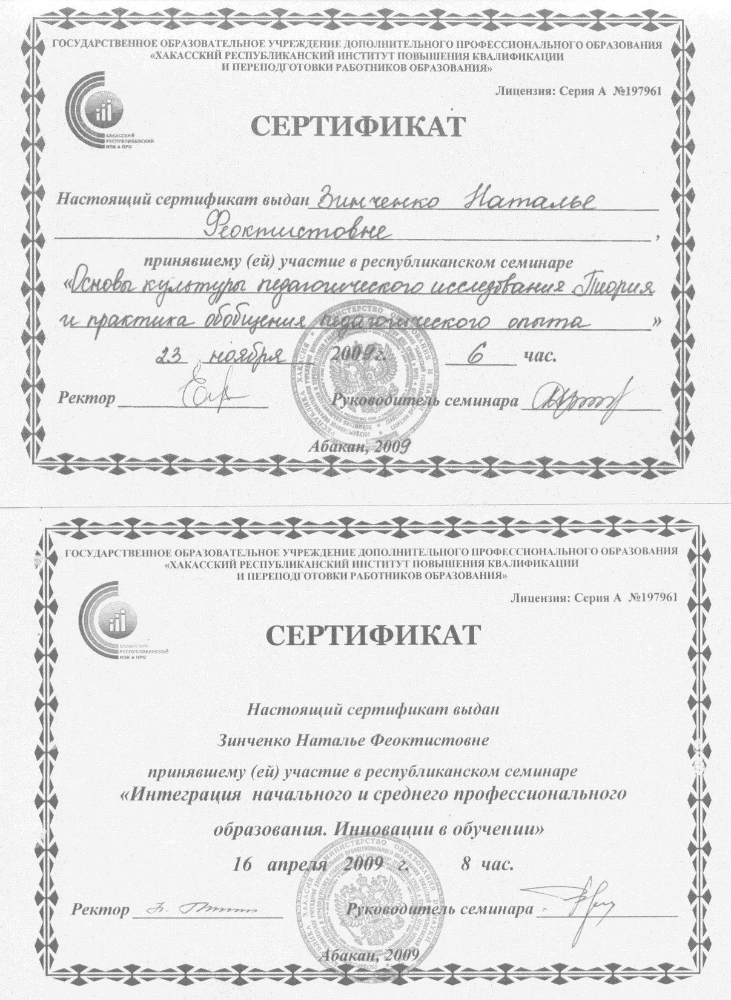 ГОСУДАРСТВЕННОЕ ОБРАЗОВАТЕЛЬНОЕ УЧРЕЖДЕНИЕ ДОПОЛНИТЕЛЬНОГО ПРОФЕССИОНАЛЬНОГО ОБРАЗОВАНИЯ
«ХАКАССКИЙ РЕСПУБЛИКАНСКИЙ ИНСТИТУТ ПОВЫШЕНИЯ КВАЛИФИКАЦИИ
И ПЕРЕПОДГОТОВКИ РАБОТНИКОВ ОБРАЗОВАНИЯ»
Лицензия: Серия А №197961
ХАКАССКИЙ
РЕСПУБЛИКАНСКИЙ
ИПК и ПРО
СЕРТИФИКАТ
Настоящий сертификат выдан Зинченко Наталье
Феоктистовне,
принявшему (ей) участие в республиканском семинаре
«Основы культуры педагогического исследования. Теория
и практика обобщения педагогического опыта»
23 ноября 2009г. 6 час.
Ректор Руководитель семинара
Абакан, 2009
ГОСУДАРСТВЕННОЕ ОБРАЗОВАТЕЛЬНОЕ УЧРЕЖДЕНИЕ ДОПОЛНИТЕЛЬНОГО ПРОФЕССИОНАЛЬНОГО ОБРАЗОВАНИЯ
«ХАКАССКИЙ РЕСПУБЛИКАНСКИЙ ИНСТИТУТ ПОВЫШЕНИЯ КВАЛИФИКАЦИИ
И ПЕРЕПОДГОТОВКИ РАБОТНИКОВ ОБРАЗОВАНИЯ»
Лицензия: Серия А №197961
ХАКАССКИЙ
РЕСПУБЛИКАНСКИЙ
ИПК и ПРО
СЕРТИФИКАТ
Настоящий сертификат выдан
Зинченко Наталье Феоктистовне
принявшему (ей) участие в республиканском семинаре
«Интеграция начального и среднего профессионального
образования. Инновации в обучении»
16 апреля 2009 г. 8 час.
Ректор Руководитель семинара
Абакан, 2009